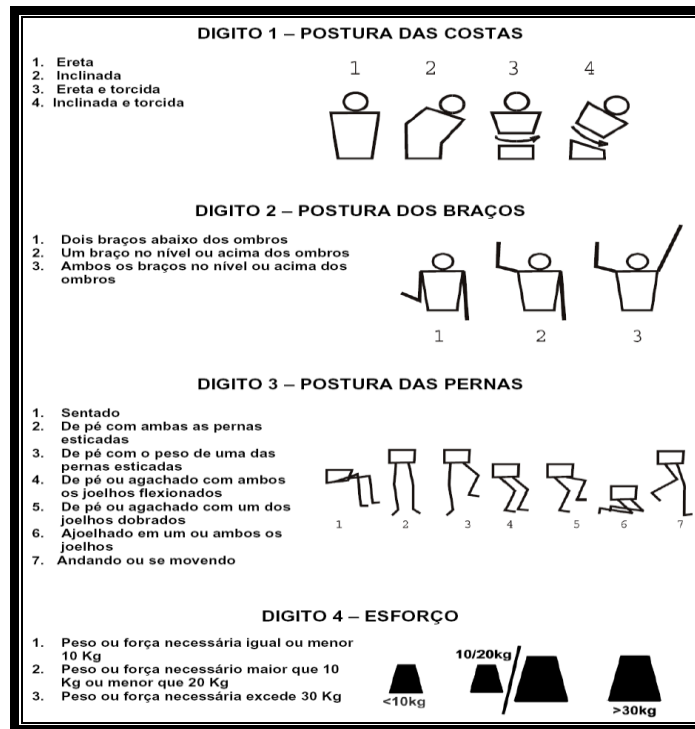 DIGITO 1 – POSTURA DAS COSTAS
1. Ereta
2. Inclinada
3. Ereta e torcida
4. Inclinada e torcida
1 2 3 4
DIGITO 2 – POSTURA DOS BRAÇOS
1. Dois braços abaixo dos ombros
2. Um braço no nível ou acima dos ombros
3. Ambos os braços no nível ou acima dos
ombros
1 2 3
DIGITO 3 – POSTURA DAS PERNAS
1. Sentado
2. De pé com ambas as pernas
esticadas
3. De pé com o peso de uma das
pernas esticadas
4. De pé ou agachado com ambos
os joelhos flexionados
5. De pé ou agachado com um dos
joelhos dobrados
6. Ajoelhado em um ou ambos os
joelhos
7. Andando ou se movendo
1 2 3 4 5 6 7
DIGITO 4 – ESFORÇO
1. Peso ou força necessária igual ou menor
10 Kg
2. Peso ou força necessário maior que 10
Kg ou menor que 20 Kg
3. Peso ou força necessária excede 30 Kg
<10kg
10/20kg
>30kg